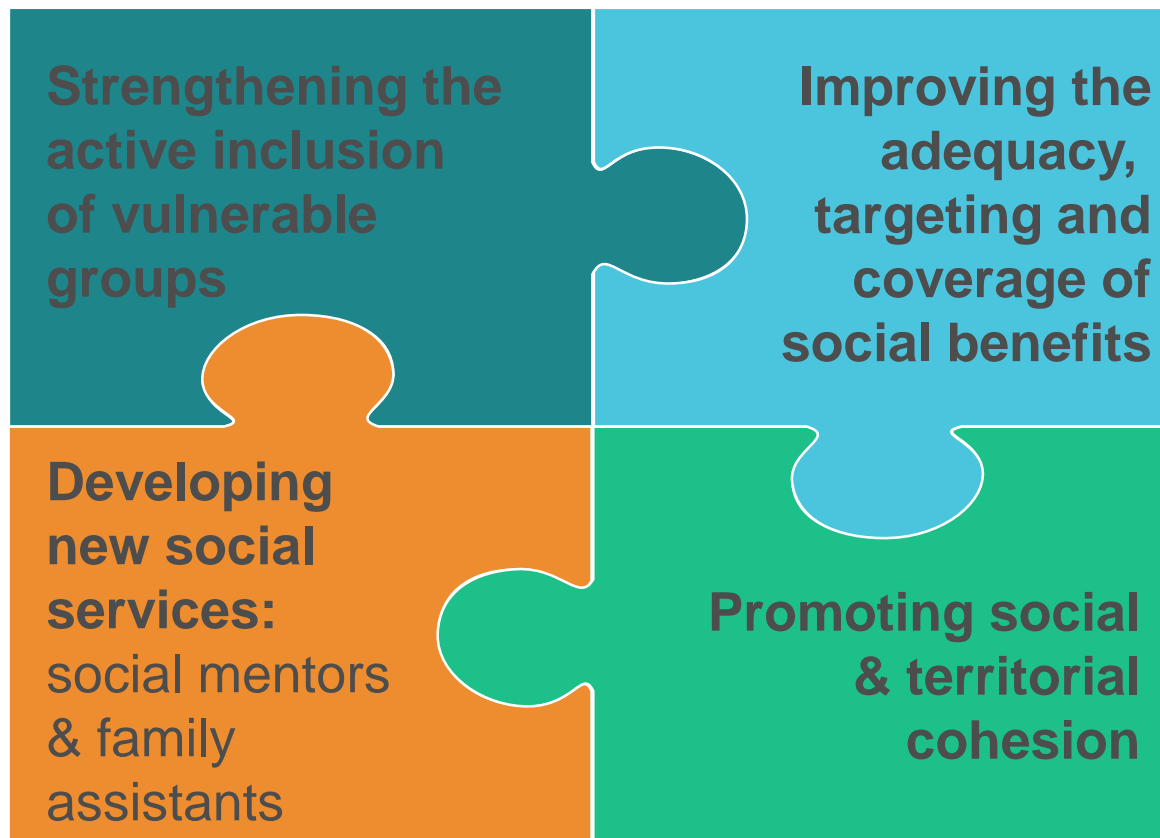 Strengthening the
active inclusion
of vulnerable
groups
Improving the
adequacy,
targeting and
coverage of
social benefits
Developing
new social
services:
social mentors
& family
assistants
Promoting social
& territorial
cohesion